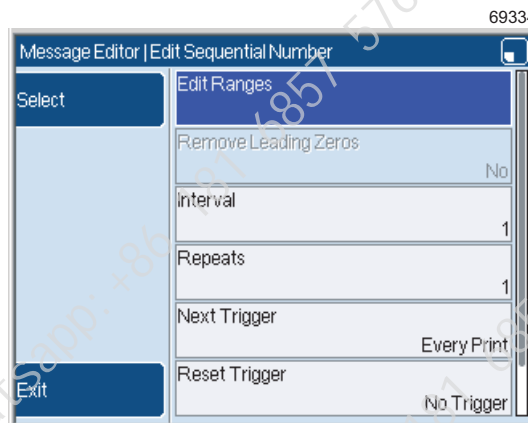 6933
Message Editor | Edit Sequential Number
Select
Edit Ranges
Remove Leading Zeros
No
Interval
1
Repeats
1
Next Trigger
Every Print
Exit
Reset Trigger
No Trigger